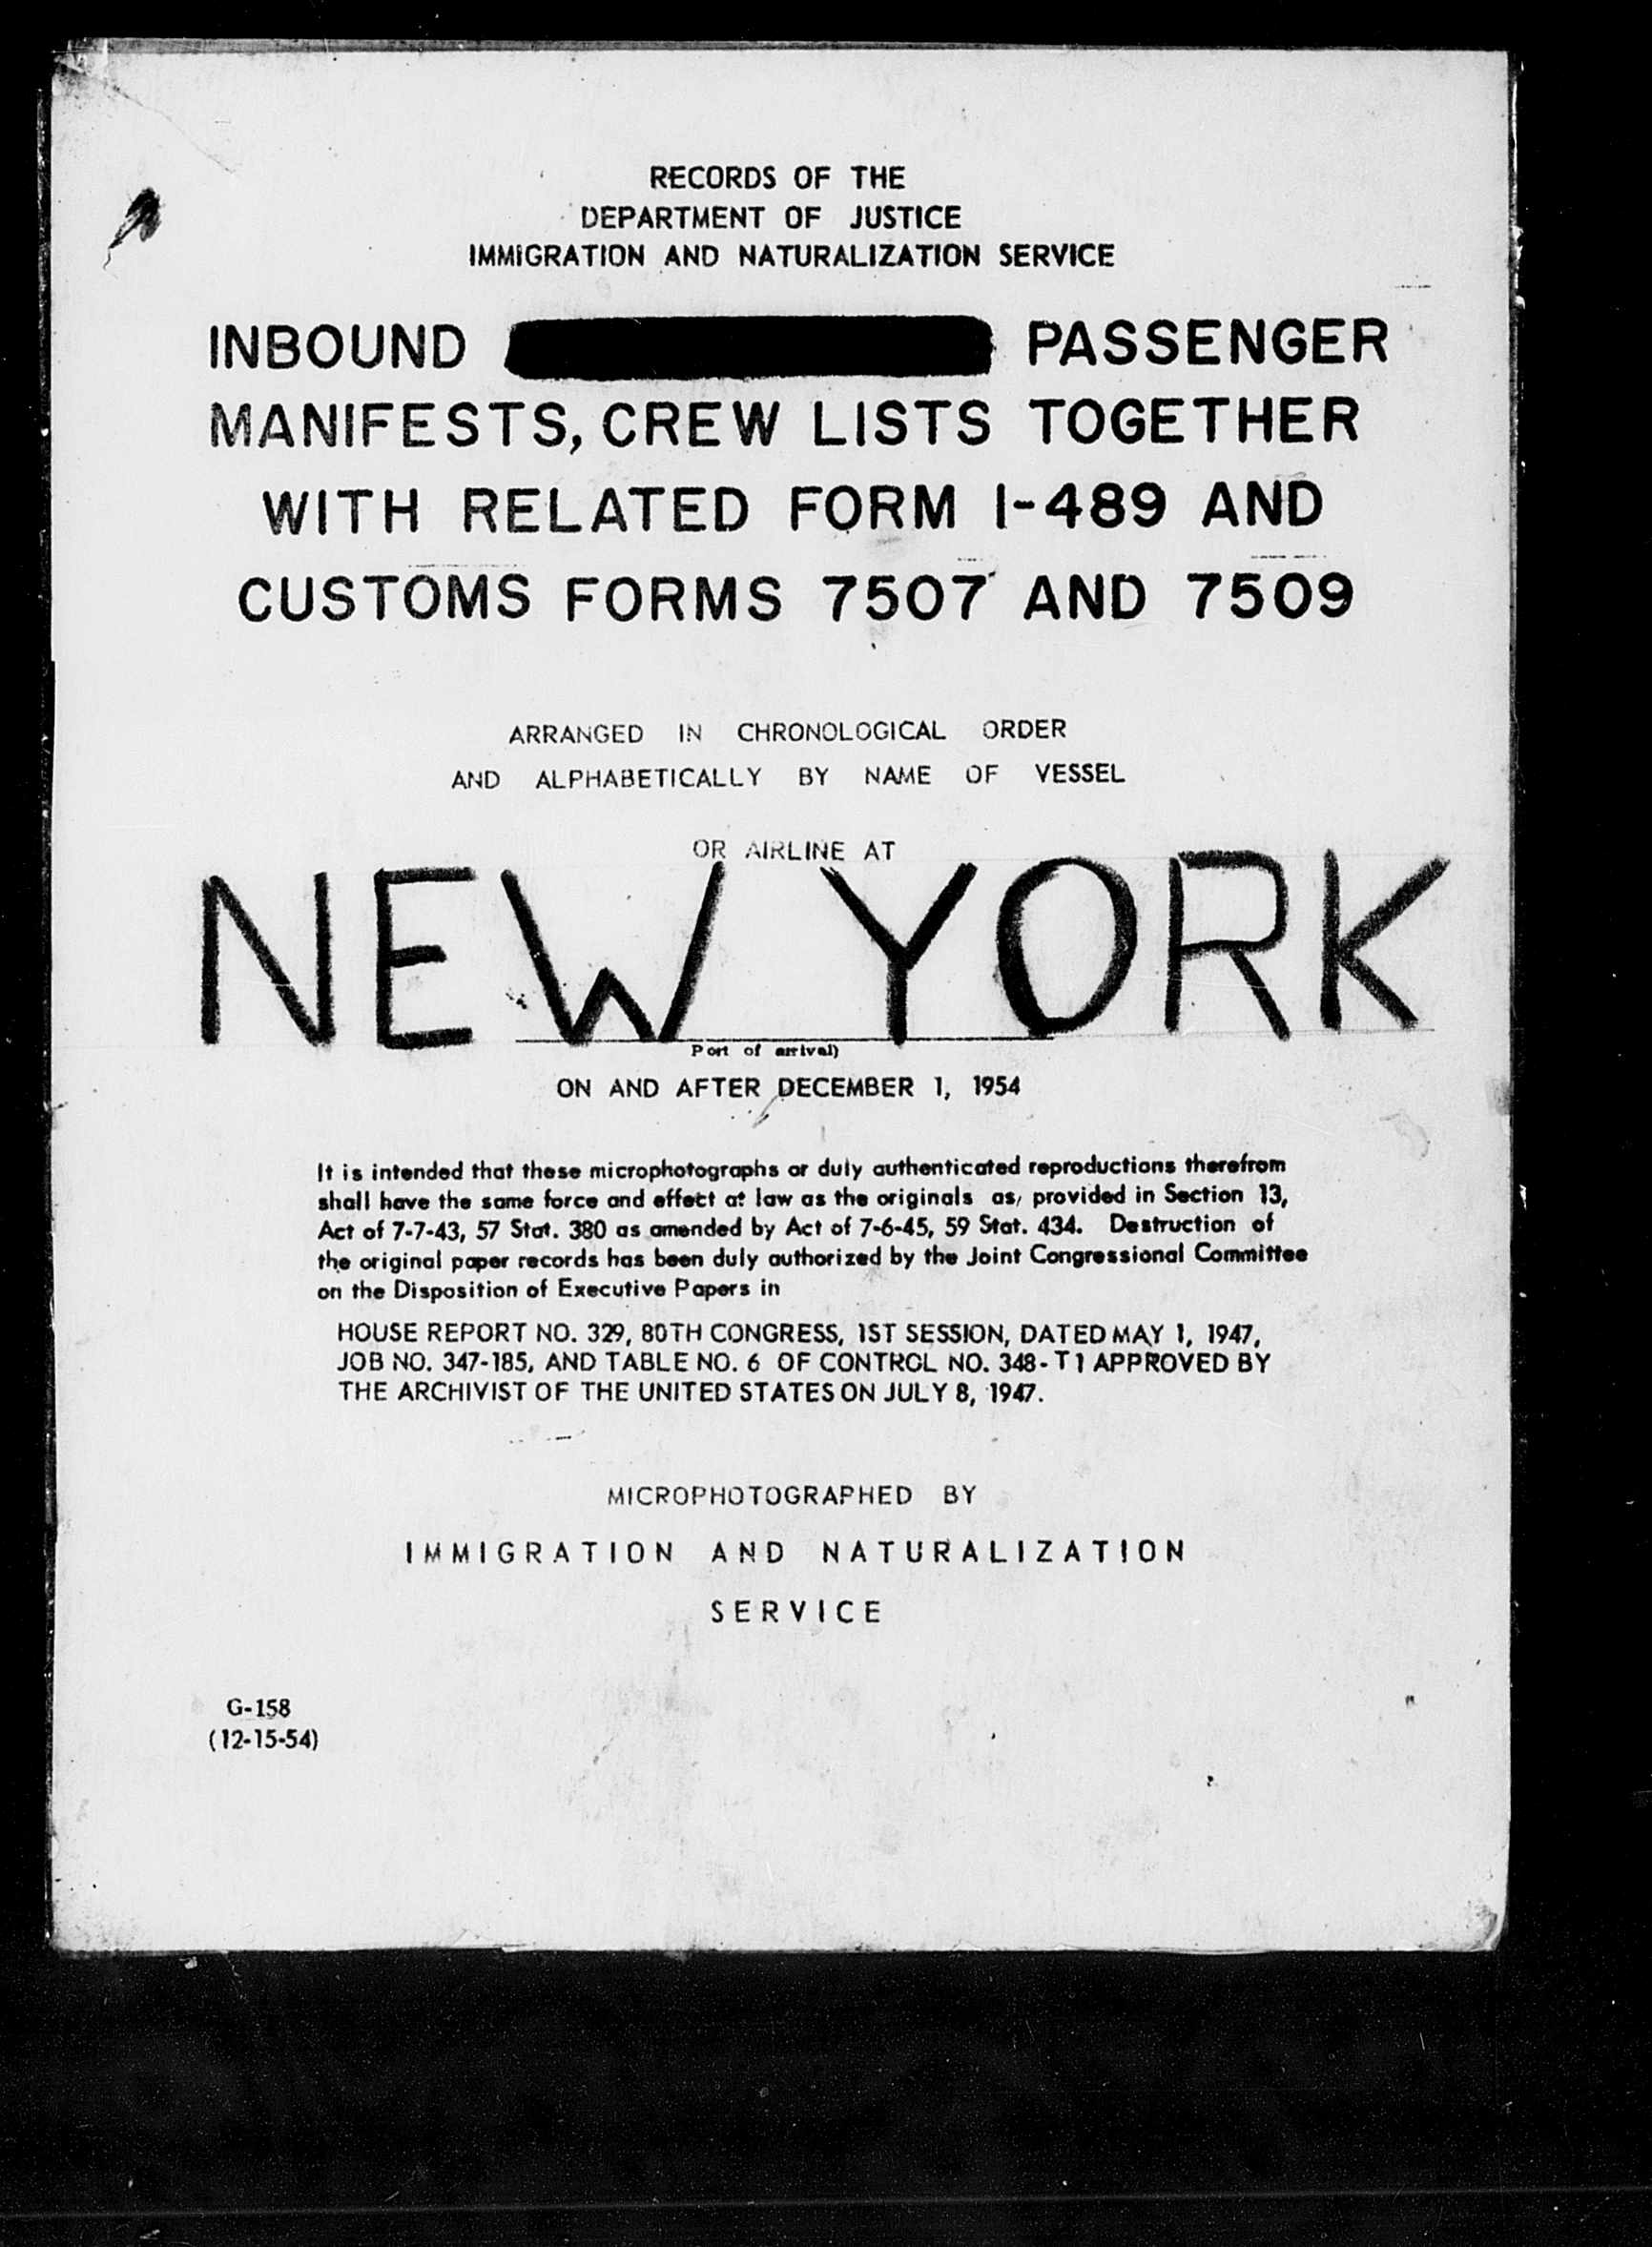 RECORDS OF THE
DEPARTMENT OF JUSTICE
IMMIGRATION AND NATURALIZATION SERVICE
INBOUND PASSENGER
MANIFESTS, CREW LISTS TOGETHER
WITH RELATED FORM I-489 AND
CUSTOMS FORMS 7507 AND 7509
ARRANGED IN CHRONOLOGICAL ORDER
AND ALPHABETICALLY BY NAME OF VESSEL
OR AIRLINE AT
NEW YORK
Port of arrival)
ON AND AFTER DECEMBER 1, 1954
It is intended that these microphotographs or duly authenticated reproductions therefrom
shall have the same force and effect at law as the originals as, provided in Section 13,
Act of 7-7-43, 57 Stat. 380 as amended by Act of 7-6-45, 59 Stat. 434. Destruction of
the original paper records has been duly authorized by the Joint Congressional Committee
on the Disposition of Executive Papers in
HOUSE REPORT NO. 329, 80TH CONGRESS, 1ST SESSION, DATED MAY 1, 1947,
JOB NO. 347-185, AND TABLE NO. 6 OF CONTROL NO. 348-T1 APPROVED BY
THE ARCHIVIST OF THE UNITED STATES ON JULY 8, 1947.
MICROPHOTOGRAPHED BY
IMMIGRATION AND NATURALIZATION
SERVICE
G-158
(12-15-54)